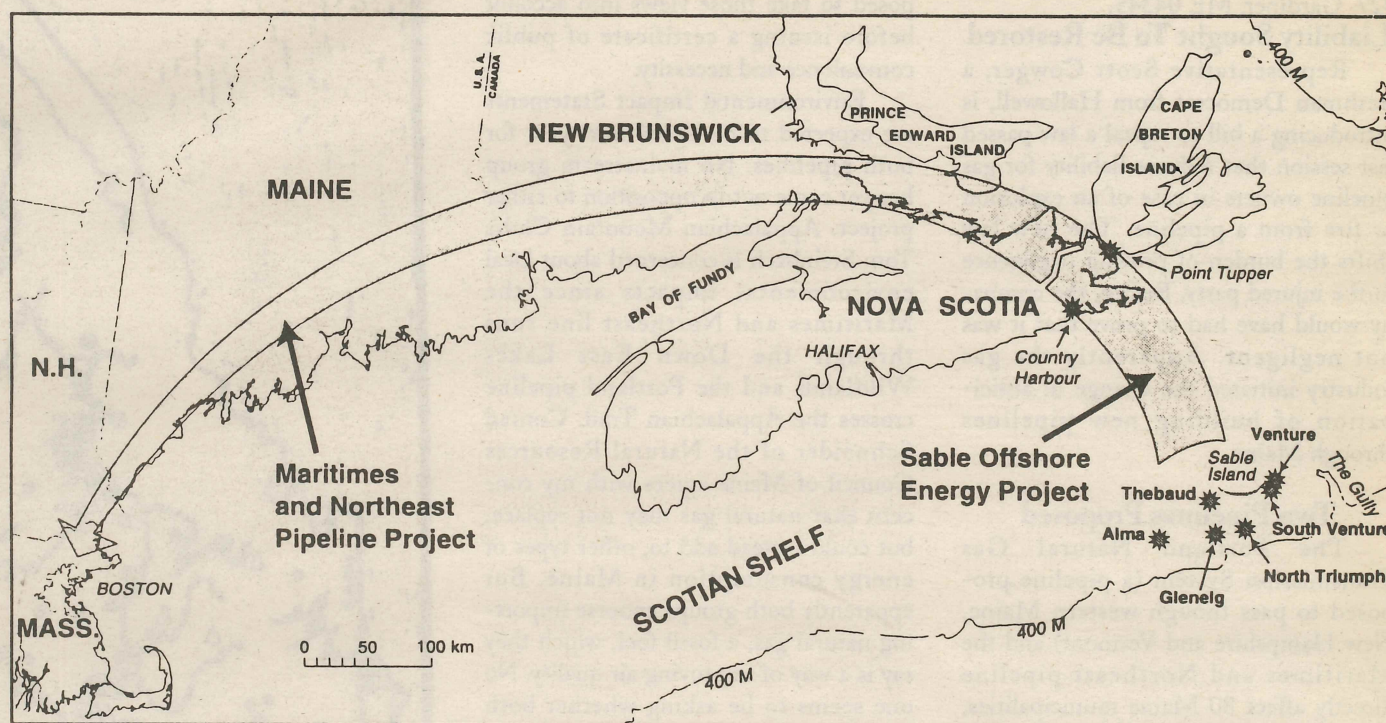 U.S.A.
CANADA
400 M
PRINCE
EDWARD
ISLAND
CAPE
BRETON
ISLAND
NEW BRUNSWICK
MAINE
Point Tupper
BAY OF FUNDY
NOVA SCOTIA
HALIFAX
Country
Harbour
N.H.
Maritimes
and Northeast
Pipeline Project
Sable Offshore
Energy Project
Venture
Sable
Island
The Gully
Thebaud
South Venture
Alma
North Triumph
Glenelg
SCOTIAN SHELF
BOSTON
MASS.
0 50 100 km
400 M
400 M